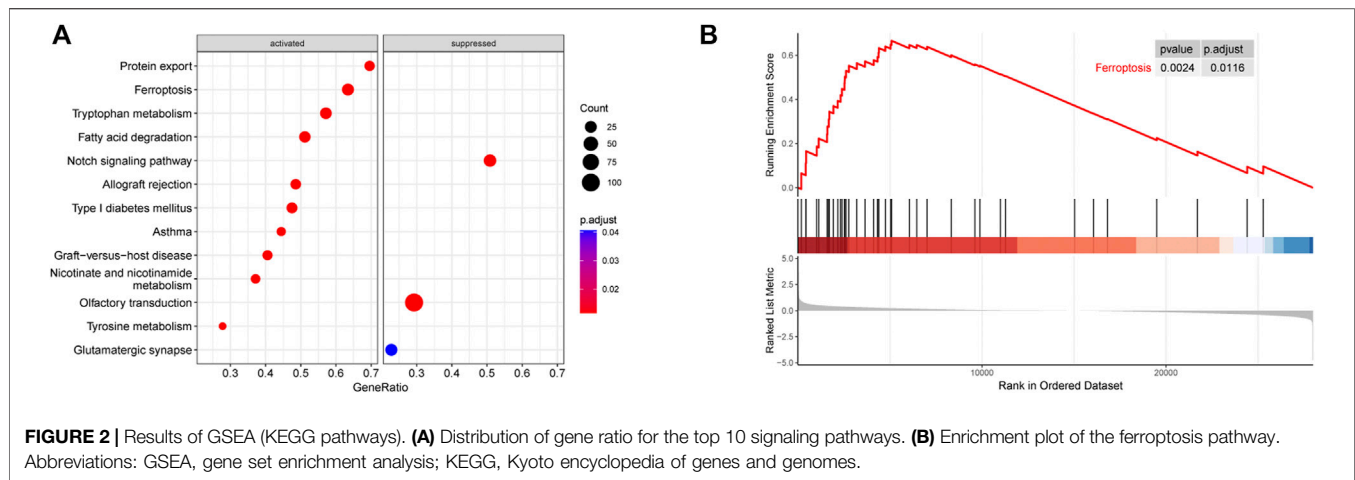 A
activated
suppressed
Protein export
Ferroptosis
Tryptophan metabolism
Fatty acid degradation
Notch signaling pathway
Allograft rejection
Type I diabetes mellitus
Asthma
Graft−versus−host disease
Nicotinate and nicotinamide
metabolism
Olfactory transduction
Tyrosine metabolism
Glutamatergic synapse
0.3 0.4 0.5 0.6 0.7 0.3 0.4 0.5 0.6 0.7
GeneRatio
Count
25
50
75
100
p.adjust
0.04
0.03
0.02
B
pvalue p.adjust
Ferroptosis 0.0024 0.0116
Running Enrichment Score
0.6
0.4
0.2
0.0
Ranked List Metric
5.0
2.5
0.0
−2.5
−5.0
10000 20000
Rank in Ordered Dataset
FIGURE 2 | Results of GSEA (KEGG pathways). (A) Distribution of gene ratio for the top 10 signaling pathways. (B) Enrichment plot of the ferroptosis pathway.
Abbreviations: GSEA, gene set enrichment analysis; KEGG, Kyoto encyclopedia of genes and genomes.